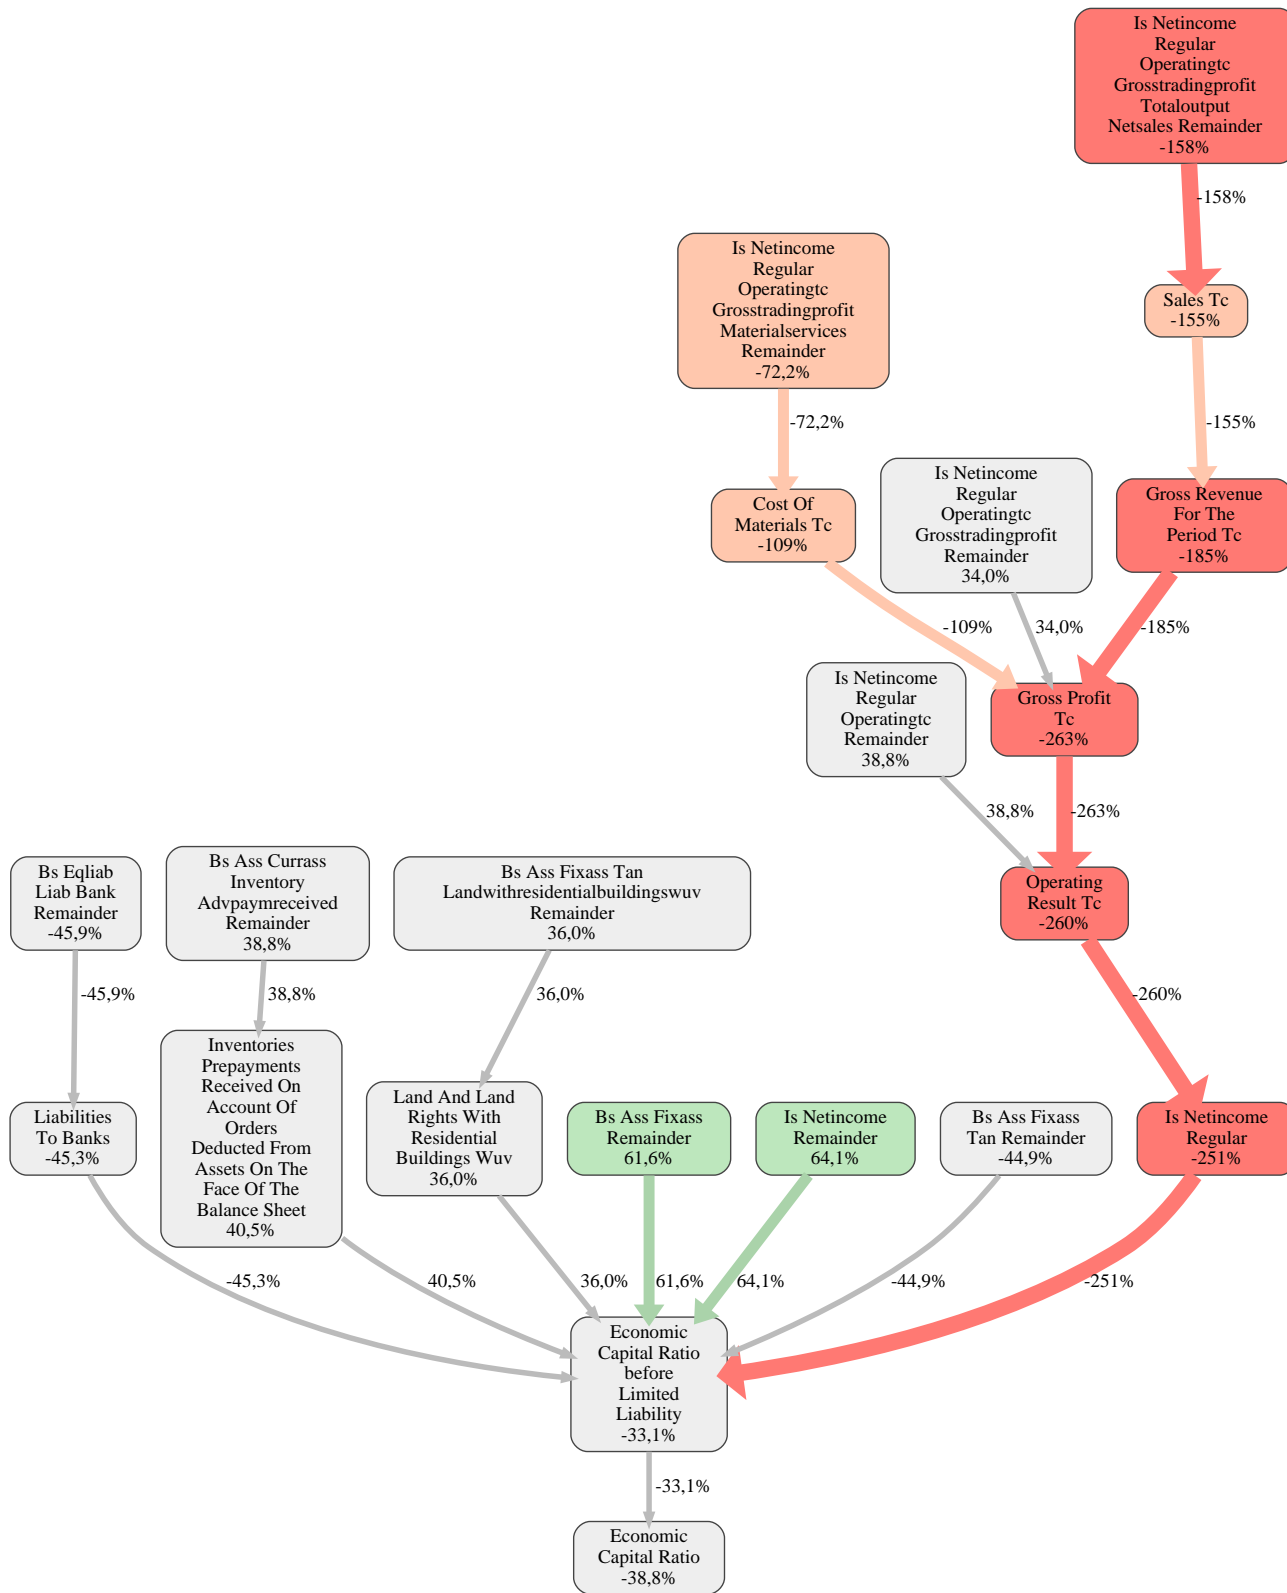 Is Netincome
Regular
Operatingtc
Grosstradingprofit
Totaloutput
Netsales Remainder
-158%
-158%
Is Netincome
Regular
Operatingtc
Grosstradingprofit
Materialservices
Remainder
-72,2%
Sales Tc
-155%
-72,2%
-155%
Is Netincome
Regular
Operatingtc
Grosstradingprofit
Remainder
34,0%
Cost Of
Materials Tc
-109%
Gross Revenue
For The
Period Tc
-185%
-109%
34,0%
-185%
Is Netincome
Regular
Operatingtc
Remainder
38,8%
Gross Profit
Tc
-263%
38,8%
-263%
Bs Eqliab
Liab Bank
Remainder
-45,9%
Bs Ass Currass
Inventory
Advpaymreceived
Remainder
38,8%
Bs Ass Fixass Tan
Landwithresidentialbuildingswuv
Remainder
36,0%
Operating
Result Tc
-260%
-45,9%
38,8%
36,0%
-260%
Liabilities
To Banks
-45,3%
Inventories
Prepayments
Received On
Account Of
Orders
Deducted From
Assets On The
Face Of The
Balance Sheet
40,5%
Land And Land
Rights With
Residential
Buildings Wuv
36,0%
Bs Ass Fixass
Remainder
61,6%
Is Netincome
Remainder
64,1%
Bs Ass Fixass
Tan Remainder
-44,9%
Is Netincome
Regular
-251%
-45,3%
40,5%
36,0%
61,6%
64,1%
-44,9%
-251%
Economic
Capital Ratio
before
Limited
Liability
-33,1%
-33,1%
Economic
Capital Ratio
-38,8%